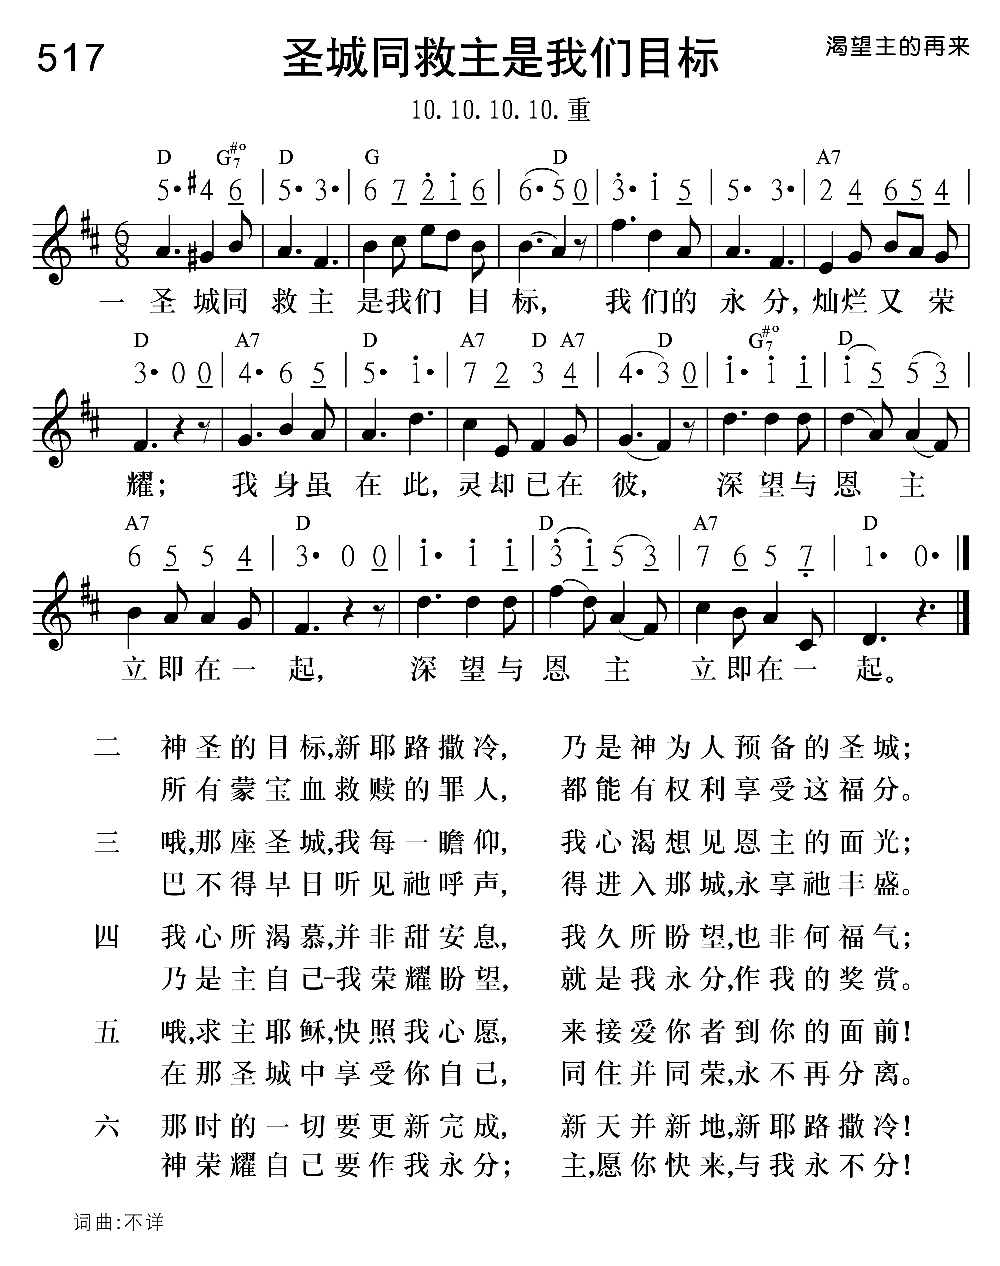 517
圣城同救主是我们目标
渴望主的再来
10.10.10.10.重
D G#o7 D G D A7
5• #4 6 | 5• 3• | 6 7 2 1 6 | 6• 5 0 | 3• 1 5 | 5• 3• | 2 4 6 5 4 |
一 圣 城同 救 主 是我们 目 标, 我 们的 永 分, 灿烂 又 荣
D A7 D A7 D A7 D G#o7 D
3• 0 0 | 4• 6 5 | 5• 1• | 7 2 3 4 | 4• 3 0 | 1• 1 1 | 1 5 5 3 |
耀; 我 身虽 在 此, 灵却已在 彼, 深 望与 恩 主
A7 D D A7 D
6 5 5 4 | 3• 0 0 | 1• 1 1 | 3 1 5 3 | 7 6 5 7 | 1• 0• ‖
立即在一 起, 深 望与 恩 主 立即在一 起。
二 神圣的目标,新耶路撒冷, 乃是神为人预备的圣城;
所有蒙宝血救赎的罪人, 都能有权利享受这福分。
三 哦,那座圣城,我每一瞻仰, 我心渴想见恩主的面光;
巴不得早日听见祂呼声, 得进入那城,永享祂丰盛。
四 我心所渴慕,并非甜安息, 我久所盼望,也非何福气;
乃是主自己-我荣耀盼望, 就是我永分,作我的奖赏。
五 哦,求主耶稣,快照我心愿, 来接爱你者到你的面前!
在那圣城中享受你自己, 同住并同荣,永不再分离。
六 那时的一切要更新完成, 新天并新地,新耶路撒冷!
神荣耀自己要作我永分; 主,愿你快来,与我永不分!
词曲:不详